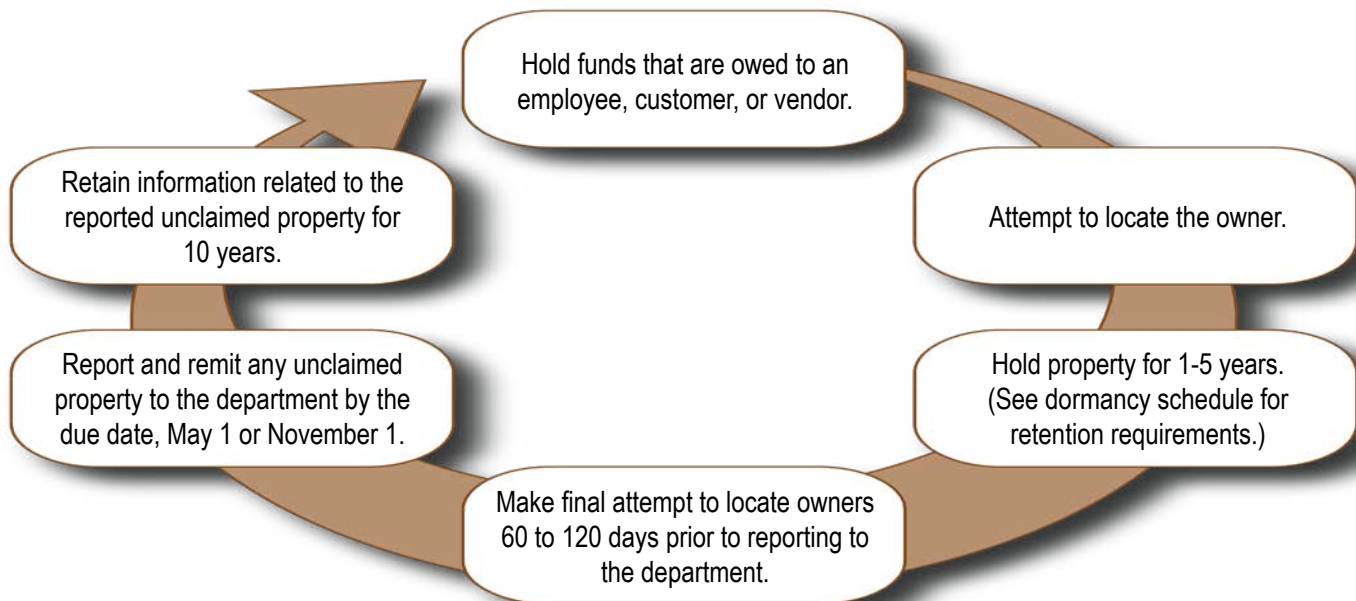 Hold funds that are owed to an
employee, customer, or vendor.
Attempt to locate the owner.
Hold property for 1-5 years.
(See dormancy schedule for
retention requirements.)
Make final attempt to locate owners
60 to 120 days prior to reporting to
the department.
Report and remit any unclaimed
property to the department by the
due date, May 1 or November 1.
Retain information related to the
reported unclaimed property for
10 years.